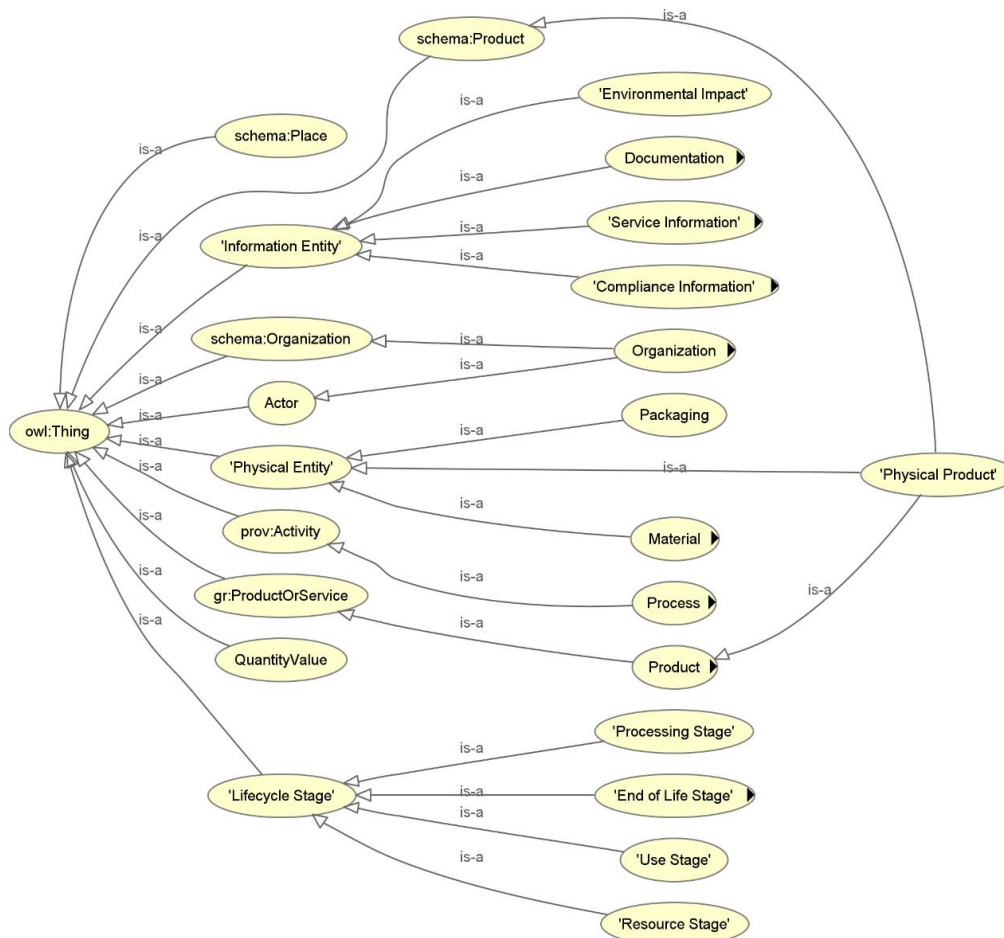 is-a
schema:Product
is-a
'Environmental Impact'
is-a
schema:Place
is-a
Documentation
is-a
'Service Information'
is-a
is-a
'Information Entity'
is-a
'Compliance Information'
is-a
schema:Organization
is-a
Organization
is-a
is-a
Actor
is-a
Packaging
is-a
owl:Thing
is-a
'Physical Entity'
is-a
'Physical Product'
is-a
prov:Activity
is-a
Material
is-a
is-a
gr:ProductOrService
is-a
Process
is-a
is-a
is-a
QuantityValue
Product
'Processing Stage'
is-a
'Lifecycle Stage'
is-a
'End of Life Stage'
is-a
'Use Stage'
is-a
'Resource Stage'